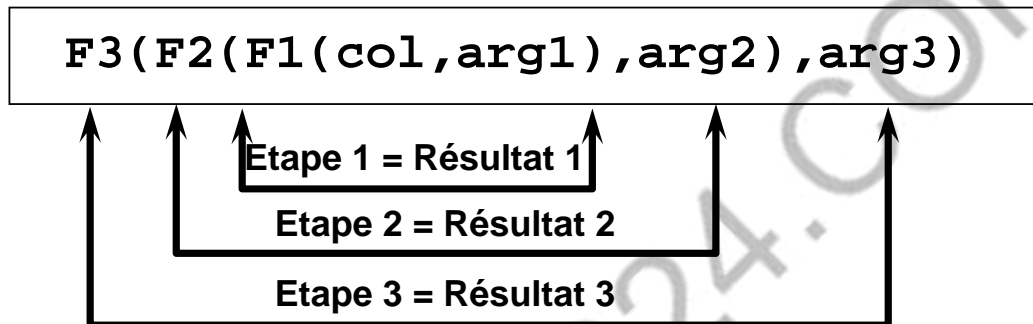 F3(F2(F1(col,arg1),arg2),arg3)
Etape 1 = Résultat 1
Etape 2 = Résultat 2
Etape 3 = Résultat 3